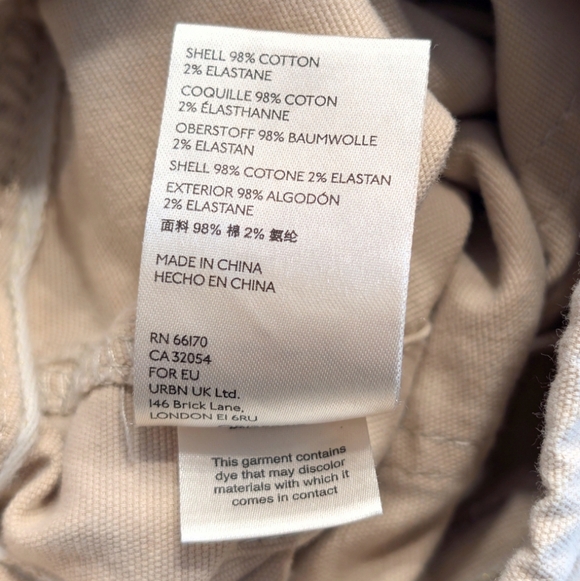 SHELL 98% COTTON
2% ELASTANE
COQUILLE 98% COTON
2% ÉLASTHANNE
OBERSTOFF 98% BAUMWOLLE
2% ELASTAN
SHELL 98% COTONE 2% ELASTAN
EXTERIOR 98% ALGODÓN
2% ELASTANE
面料 98% 棉 2% 氨纶
MADE IN CHINA
HECHO EN CHINA
RN 66170
CA 32054
FOR EU
URBN UK Ltd.
146 Brick Lane,
LONDON E1 6RU
This garment contains
dye that may discolor
materials with which it
comes in contact